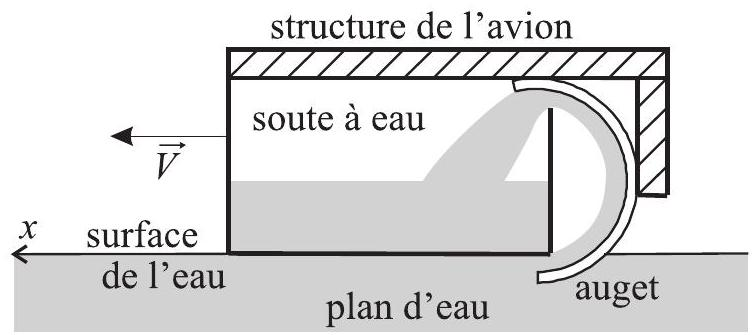 structure de l’avion
soute à eau
V
x
surface
de l’eau
auget
plan d’eau